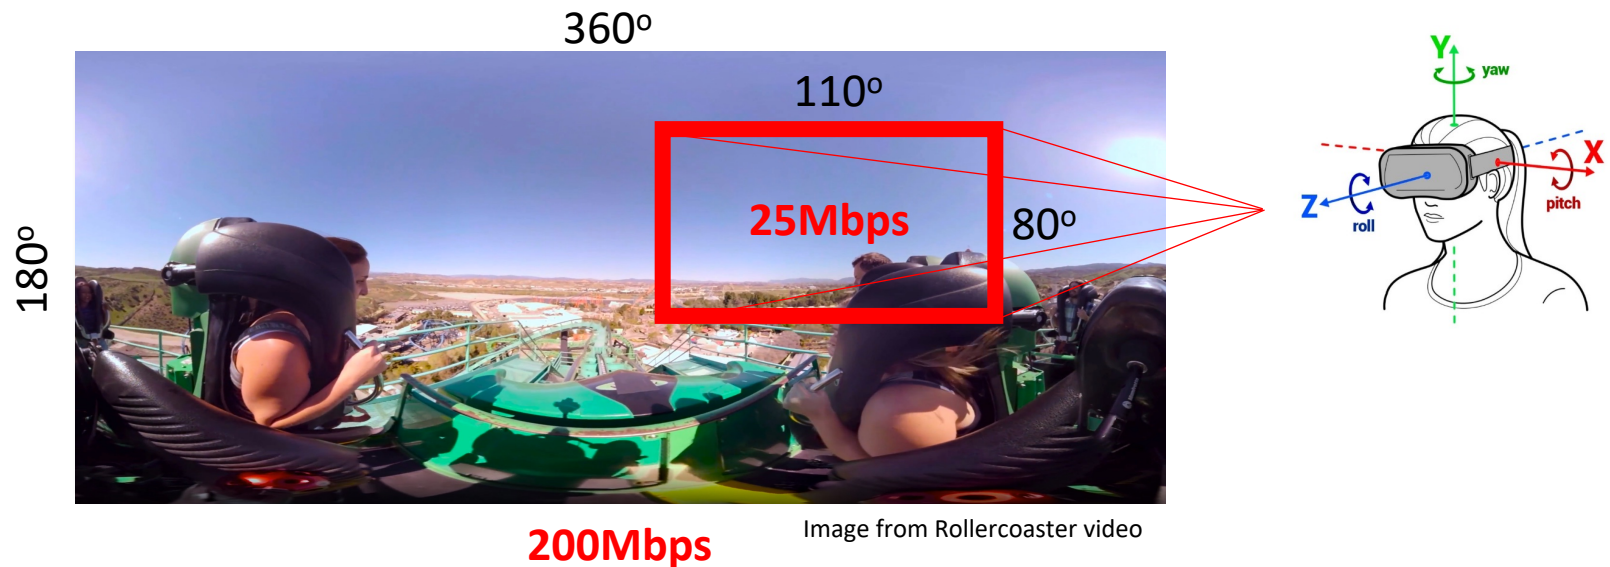 360º
110º
25Mbps
80º
180º
200Mbps
Image from Rollercoaster video
Y
yaw
X
pitch
Z
roll